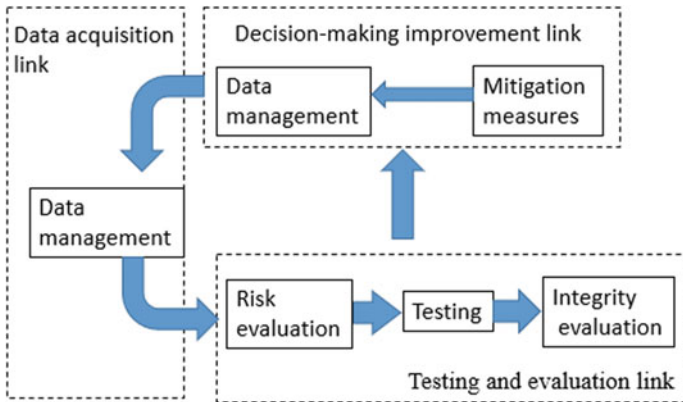 Data acquisition
link
Decision-making improvement link
Data
management
Mitigation
measures
Data
management
Risk
evaluation
Testing
Integrity
evaluation
Testing and evaluation link